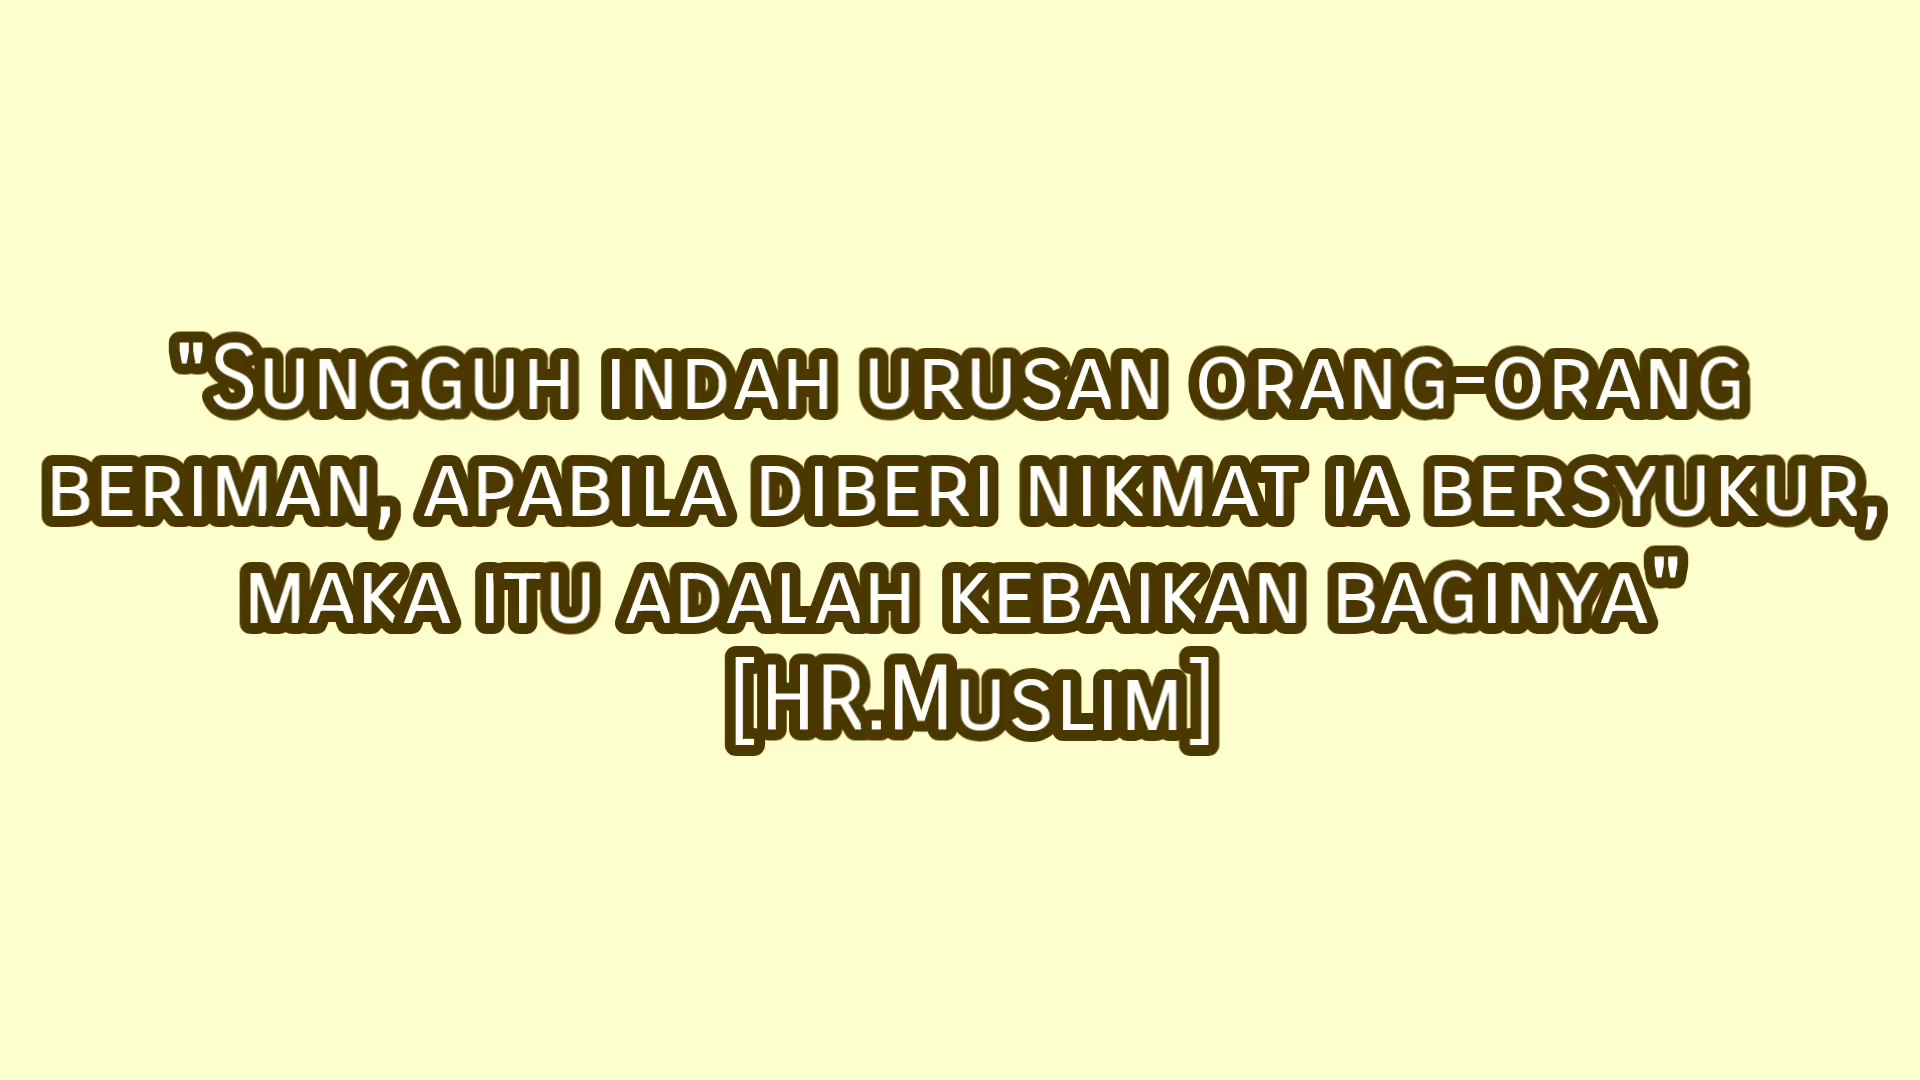 "Sungguh indah urusan orang-orang
beriman, apabila diberi nikmat ia bersyukur,
maka itu adalah kebaikan baginya"
[HR.Muslim]